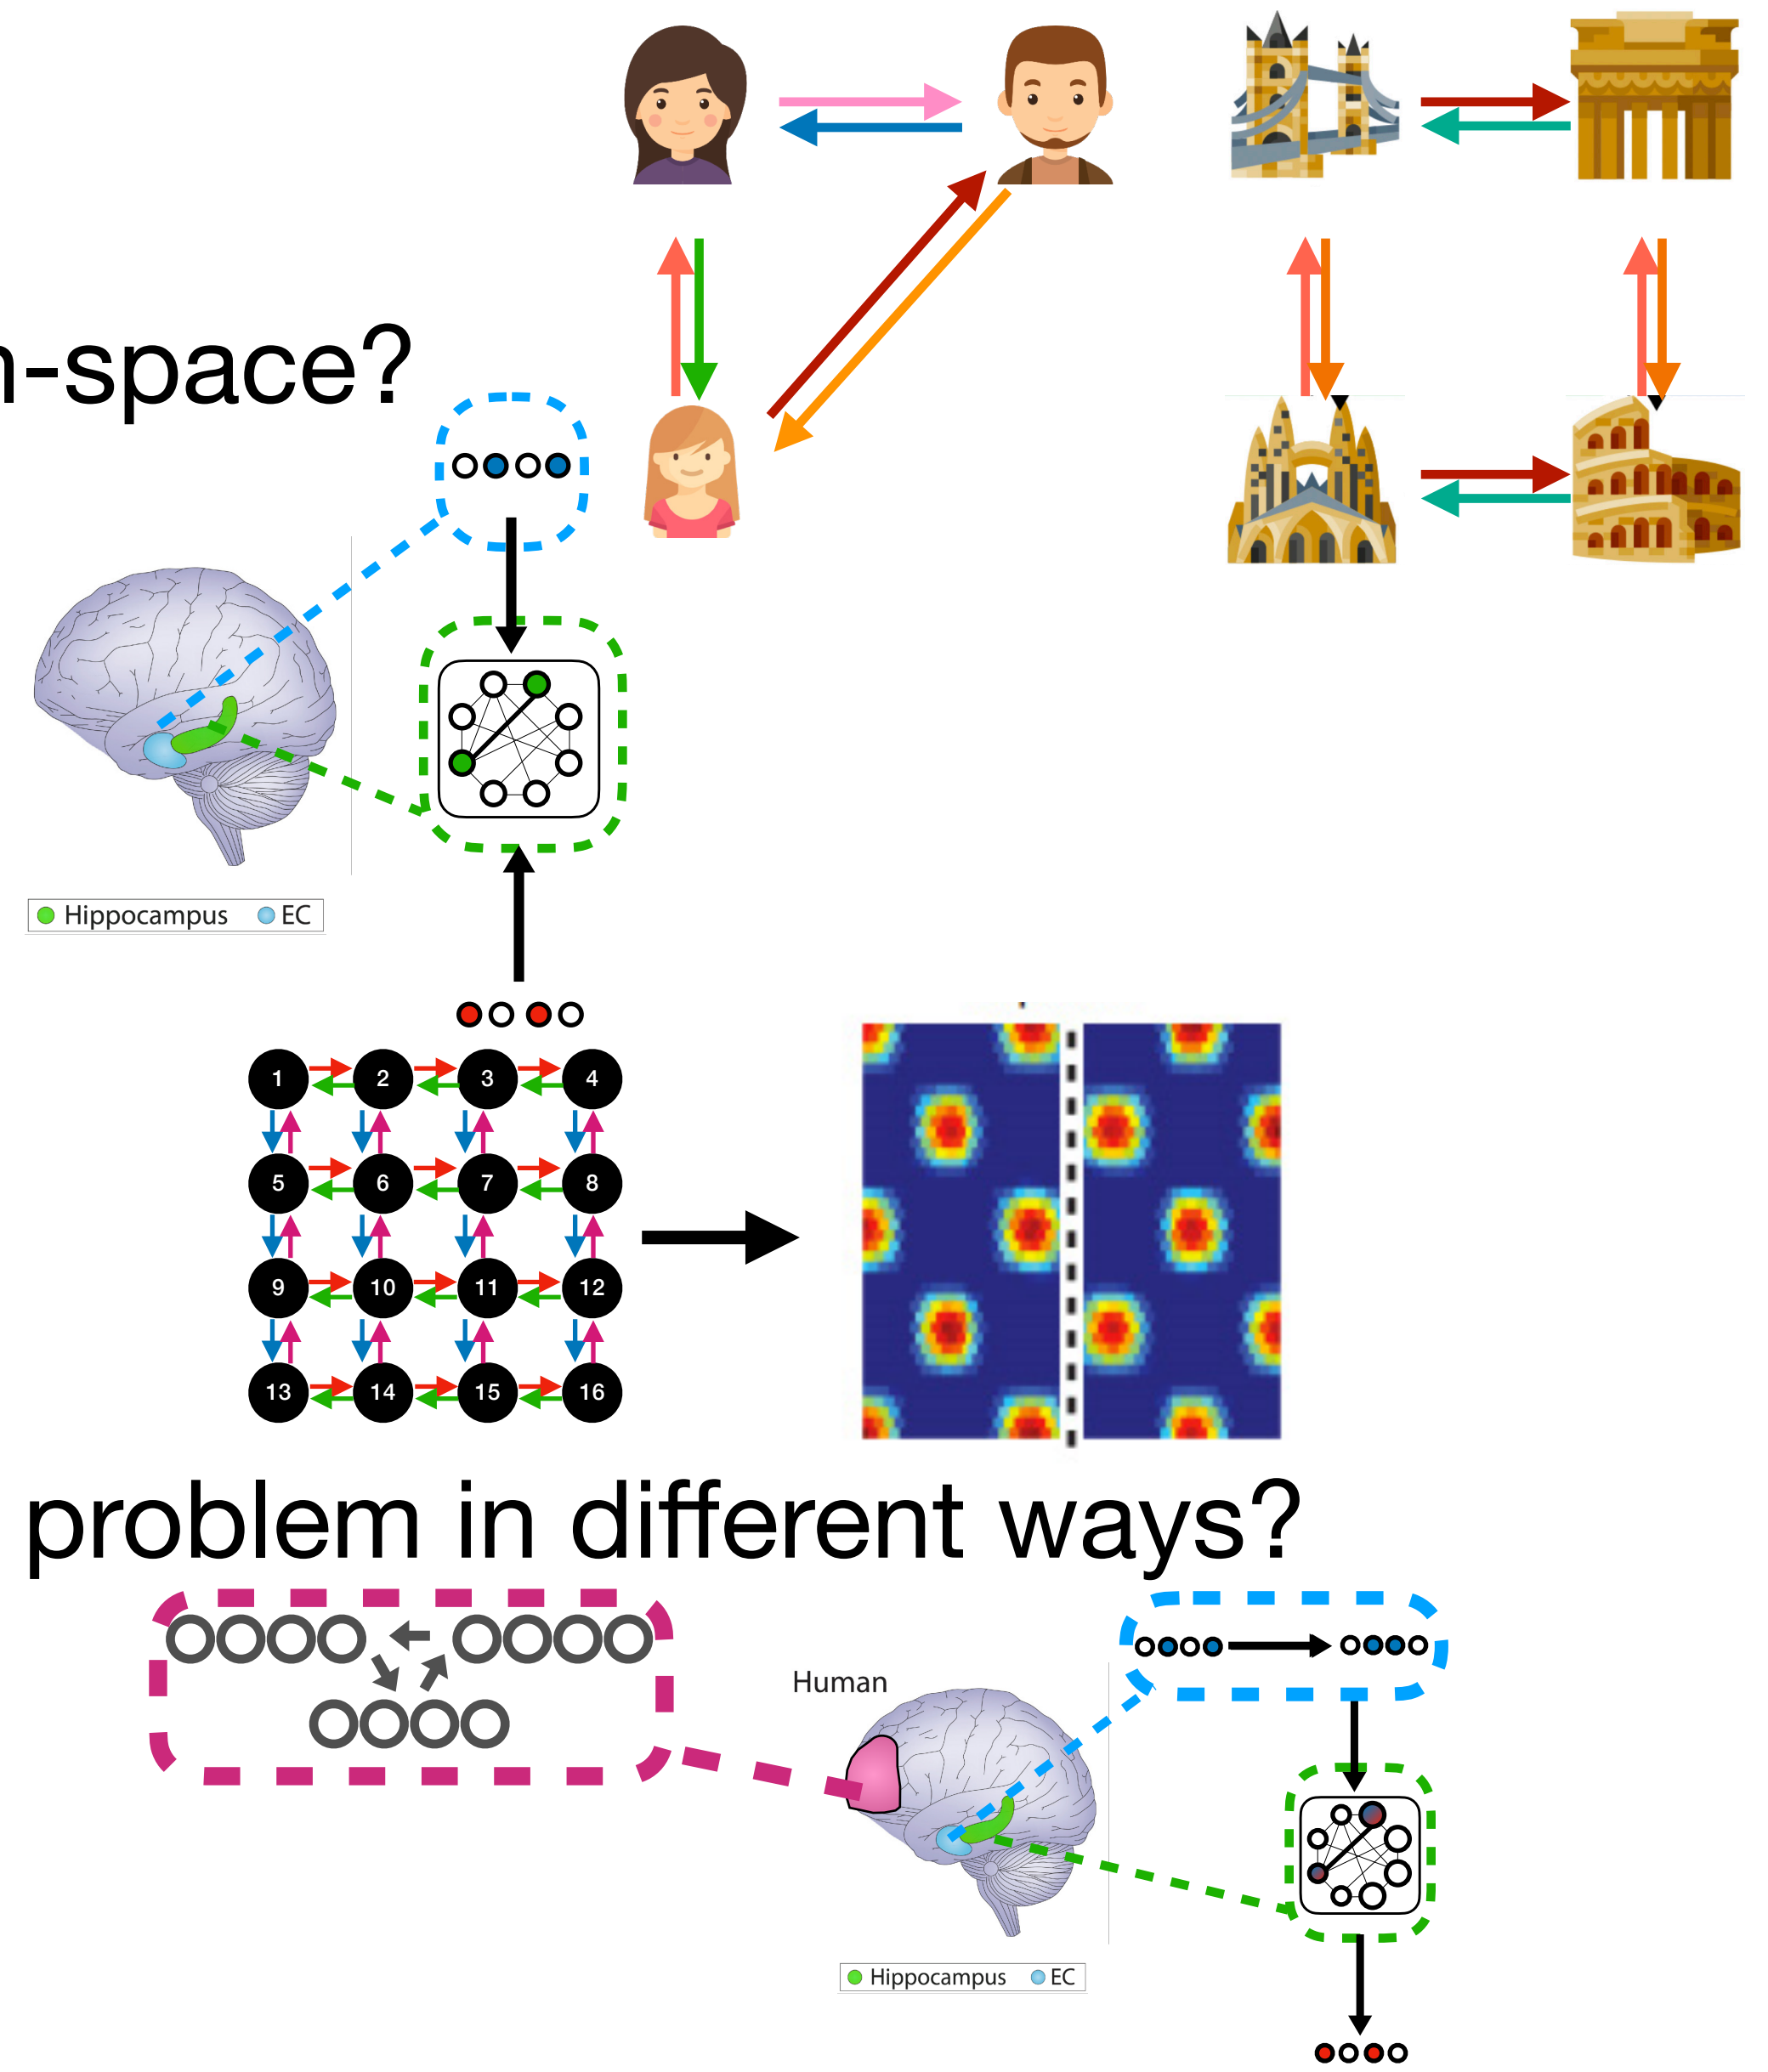 n-space?
Hippocampus EC
1 2 3 4
5 6 7 8
9 10 11 12
13 14 15 16
problem in different ways?
Human
Hippocampus EC